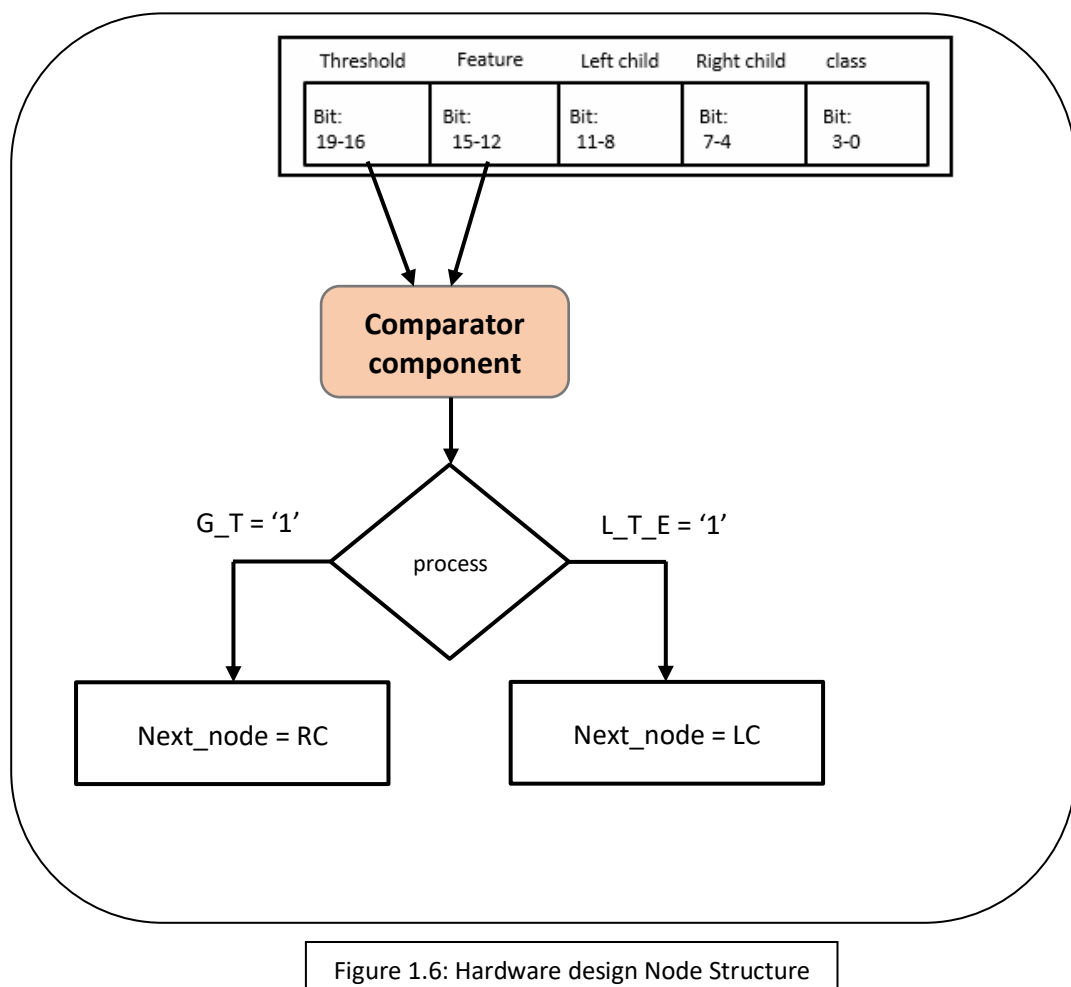 Threshold Feature Left child Right child class
Bit: Bit: Bit: Bit: Bit:
19-16 15-12 11-8 7-4 3-0
Comparator
component
G_T = ‘1’ L_T_E = ‘1’
process
Next_node = RC Next_node = LC
Figure 1.6: Hardware design Node Structure